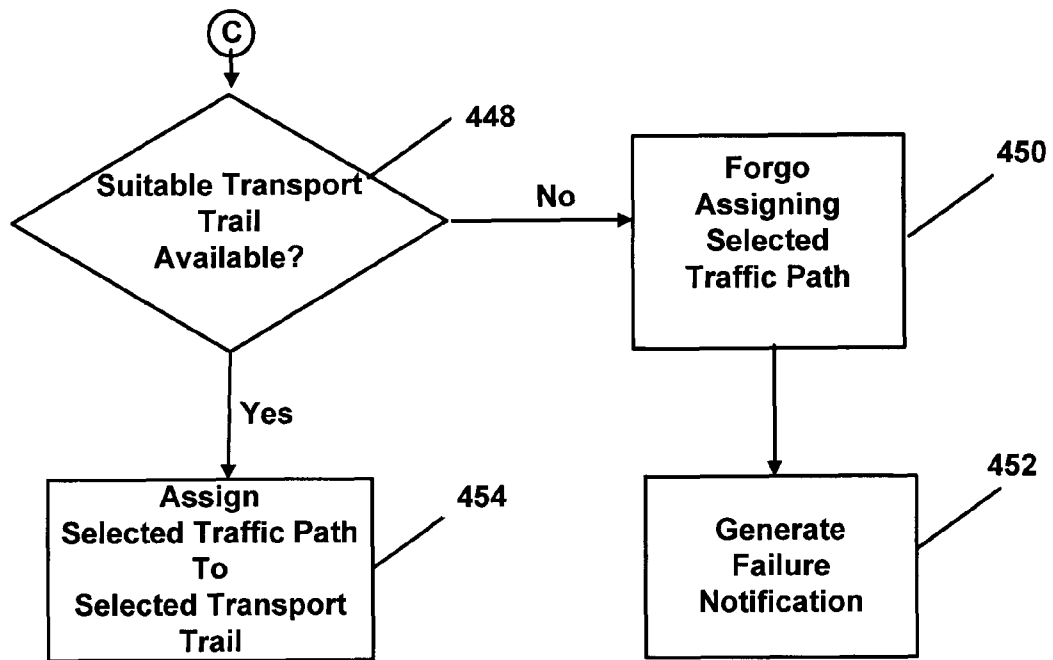 C
448
Suitable Transport
Trail
Available?
No
Forgo
Assigning
Selected
Traffic Path
450
Yes
Assign
Selected Traffic Path
To
Selected Transport
Trail
454
Generate
Failure
Notification
452